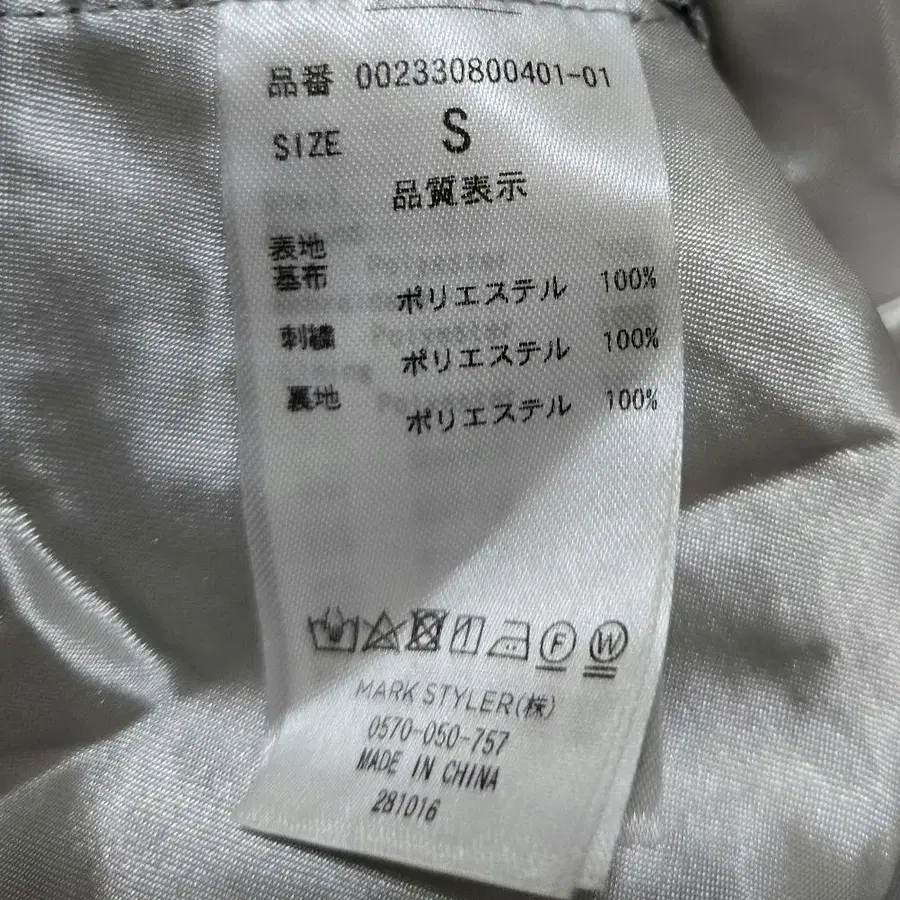 品番 002330800401-01
SIZE S
品質表示
表地
基布 ポリエステル 100%
刺繍 ポリエステル 100%
裏地 ポリエステル 100%
F W
MARK STYLER(株)
0570-050-757
MADE IN CHINA
281016